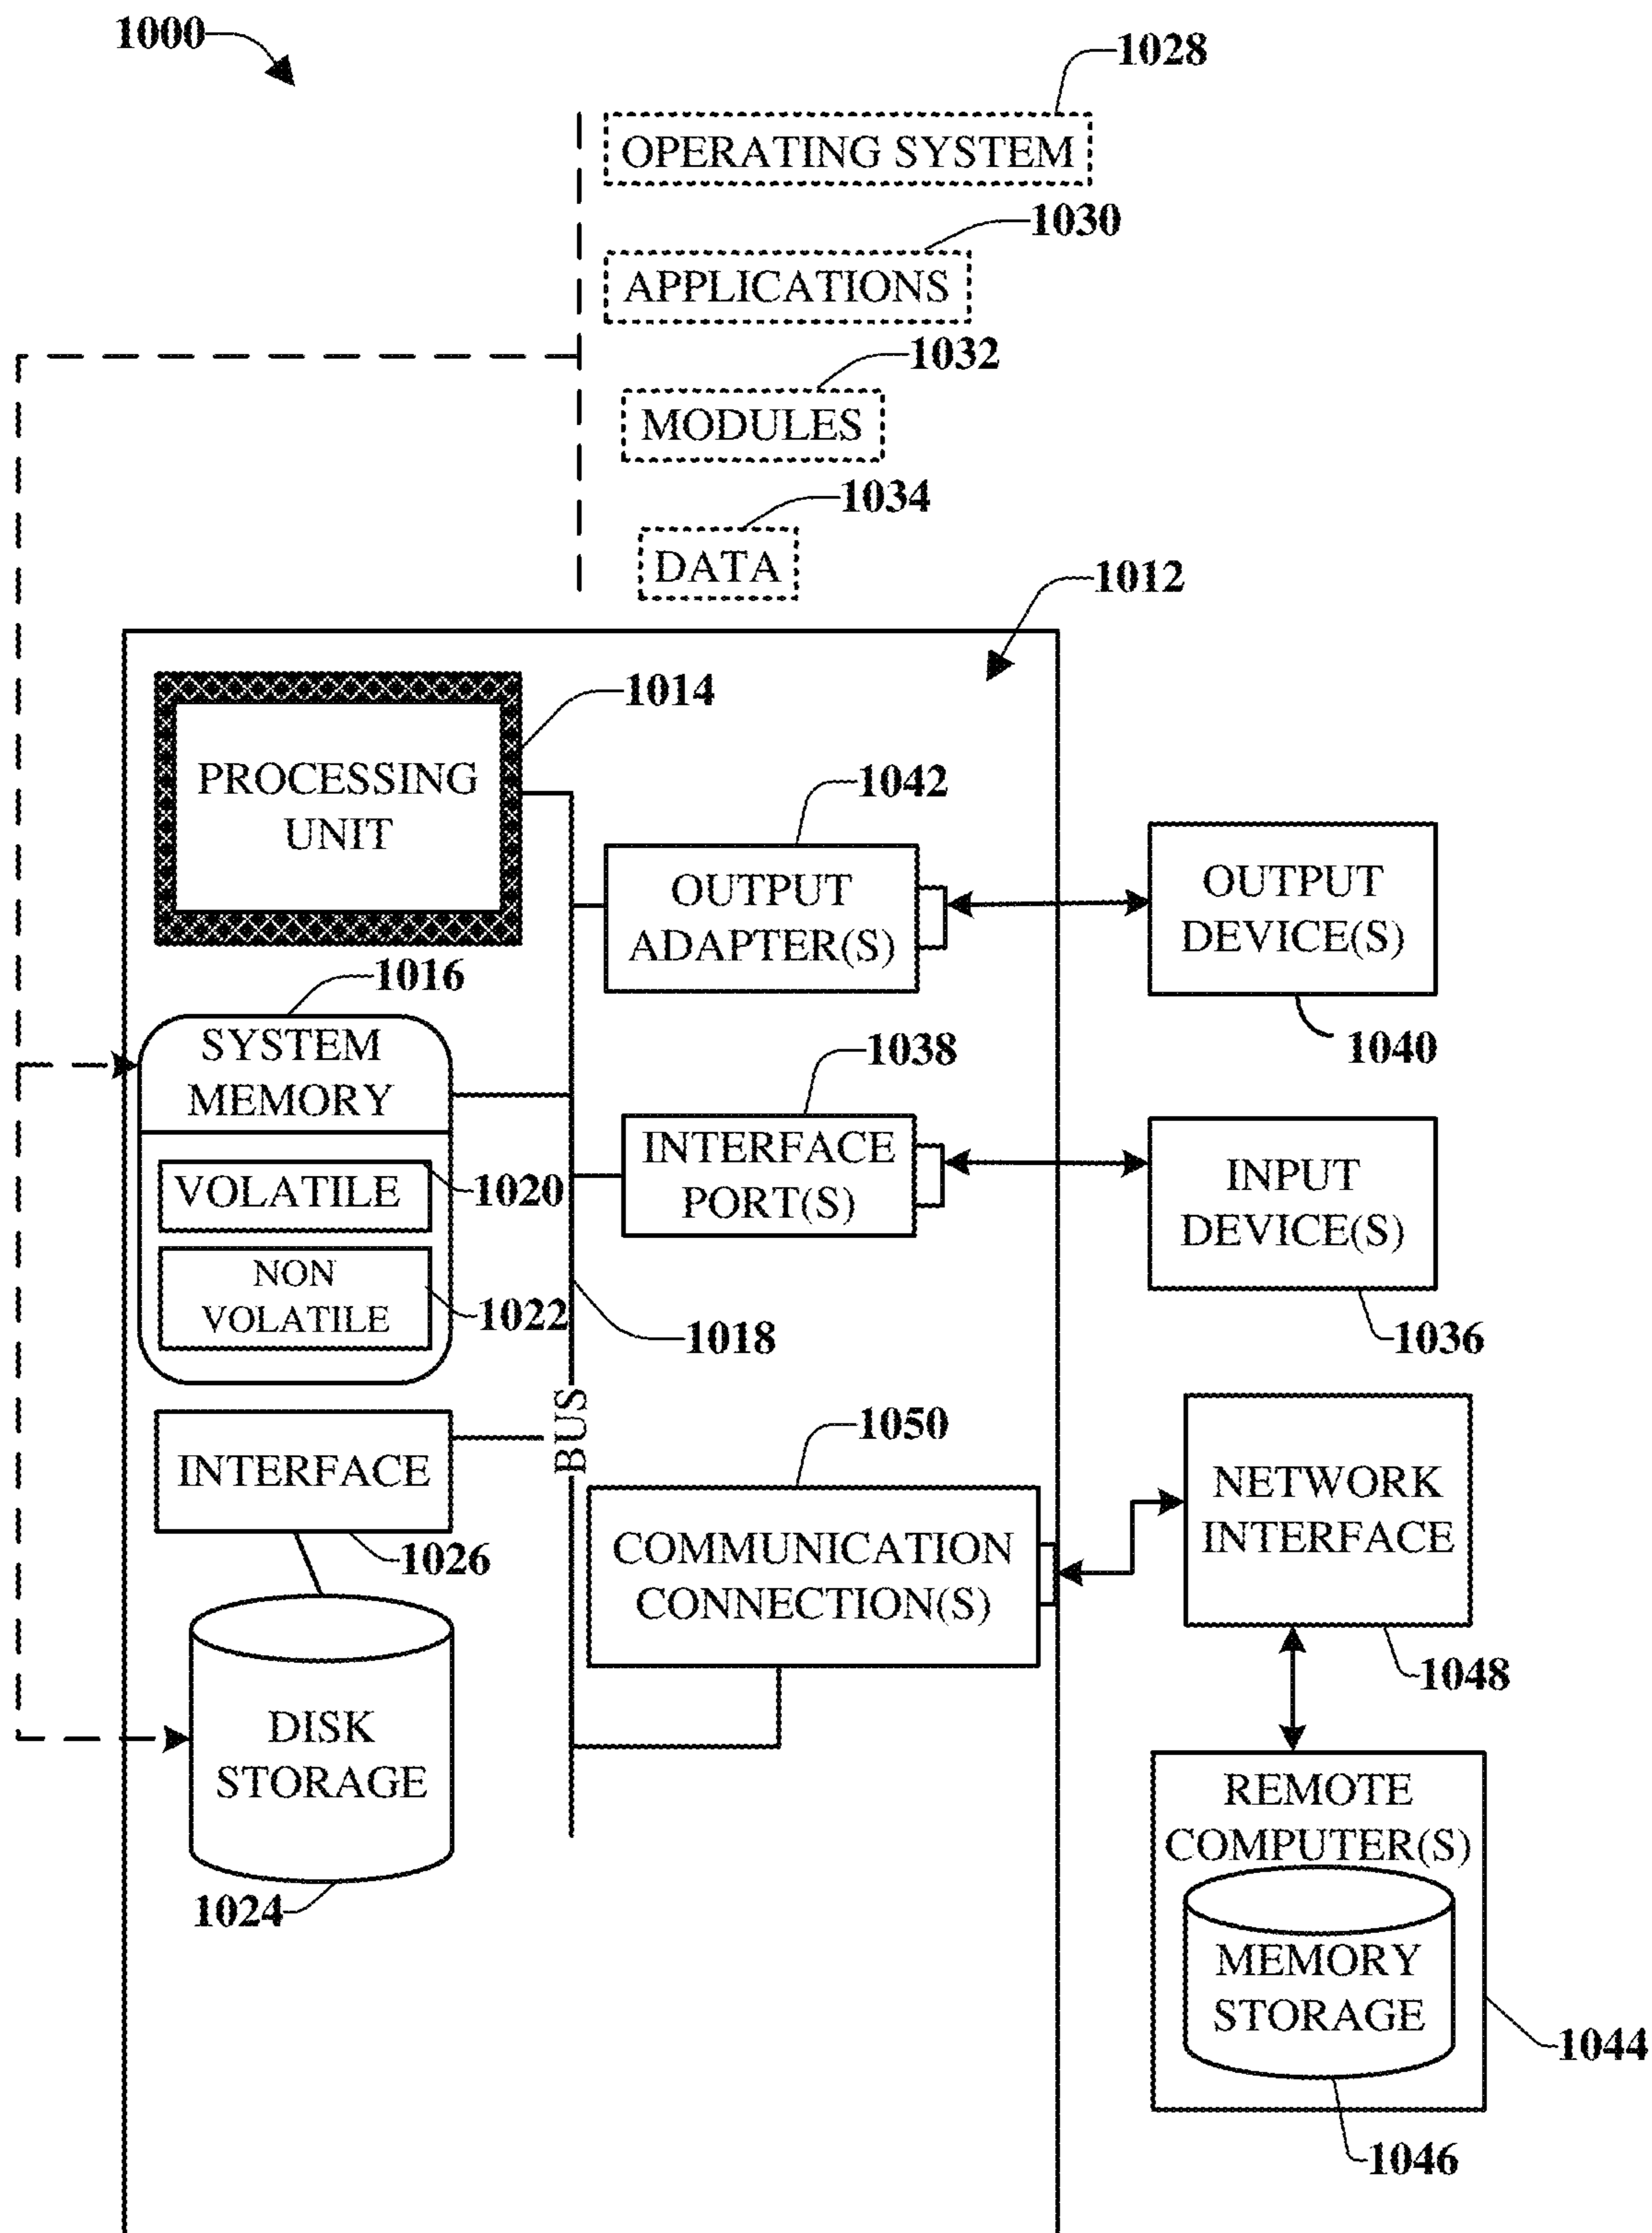 1000
1028
OPERATING SYSTEM
1030
APPLICATIONS
1032
MODULES
1034
DATA
1012
1014
PROCESSING
UNIT
1042
OUTPUT
ADAPTER(S)
OUTPUT
DEVICE(S)
1040
1016
SYSTEM
MEMORY
VOLATILE
1020
NON
VOLATILE
1022
1038
INTERFACE
PORT(S)
INPUT
DEVICE(S)
1036
1018
BUS
INTERFACE
1026
1050
COMMUNICATION
CONNECTION(S)
NETWORK
INTERFACE
1048
DISK
STORAGE
1024
REMOTE
COMPUTER(S)
MEMORY
STORAGE
1044
1046